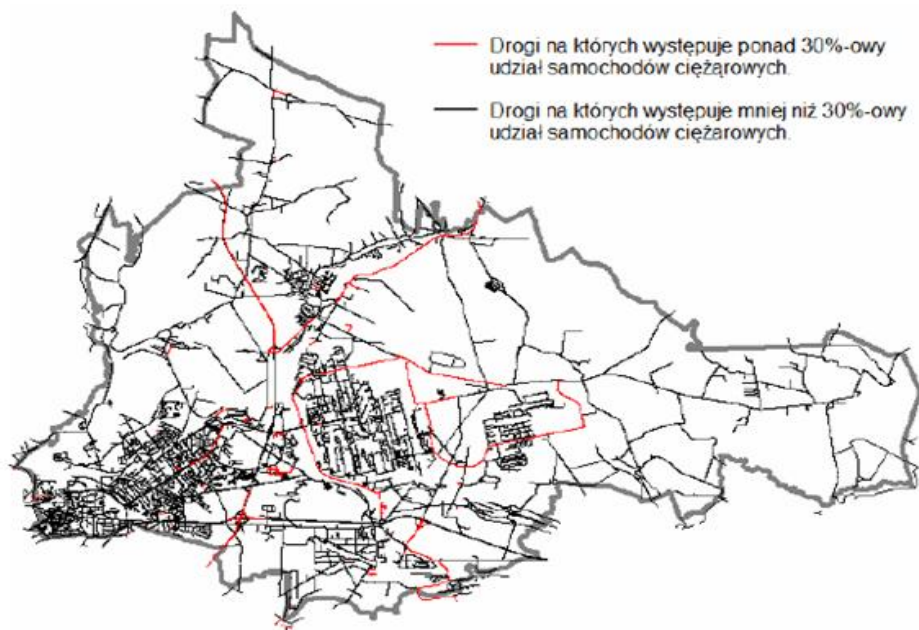 Drogi na których występuje ponad 30%-owy
udział samochodów ciężąrowych.
Drogi na których występuje mniej niż 30%-owy
udział samochodów ciężarowych.